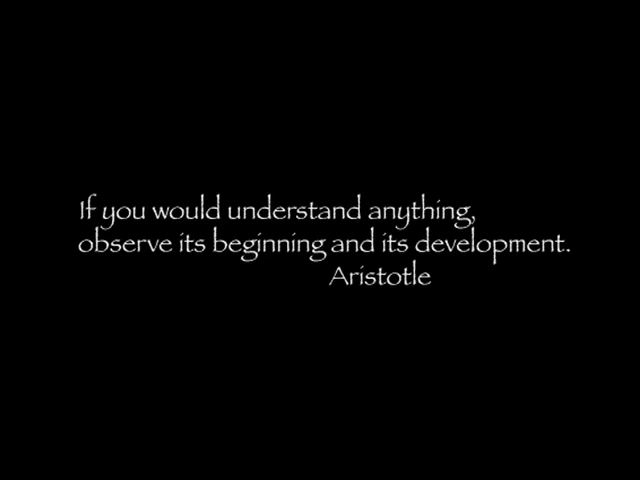 If you would understand anything,
observe its beginning and its development.
Aristotle